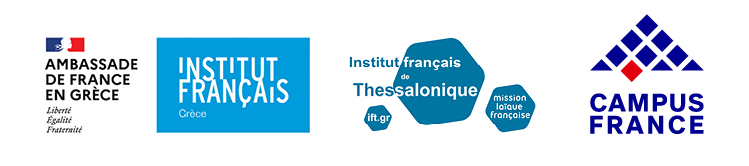 AMBASSADE
DE FRANCE
EN GRÈCE
Liberté
Égalité
Fraternité
INSTITUT
FRANÇAIS
Grèce
Institut français
de
Thessalonique
ift.gr
mission
laïque
française
CAMPUS
FRANCE